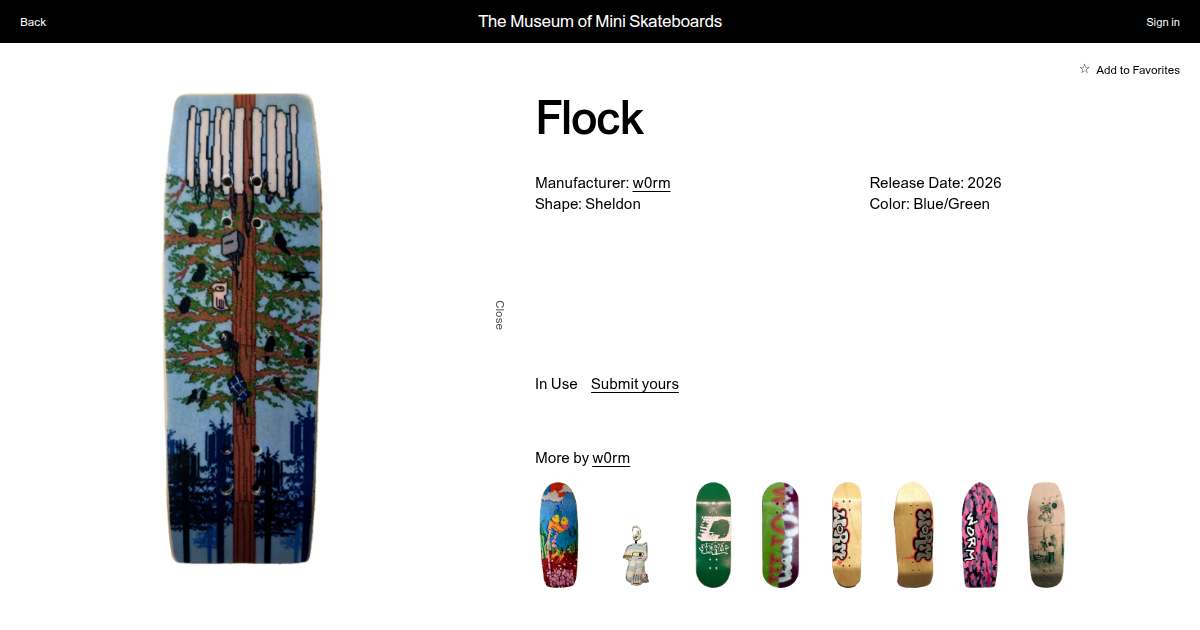 Back
The Museum of Mini Skateboards
Sign in
☆ Add to Favorites
Flock
Manufacturer: w0rm
Shape: Sheldon
Release Date: 2026
Color: Blue/Green
Close
In Use Submit yours
More by w0rm
WORM